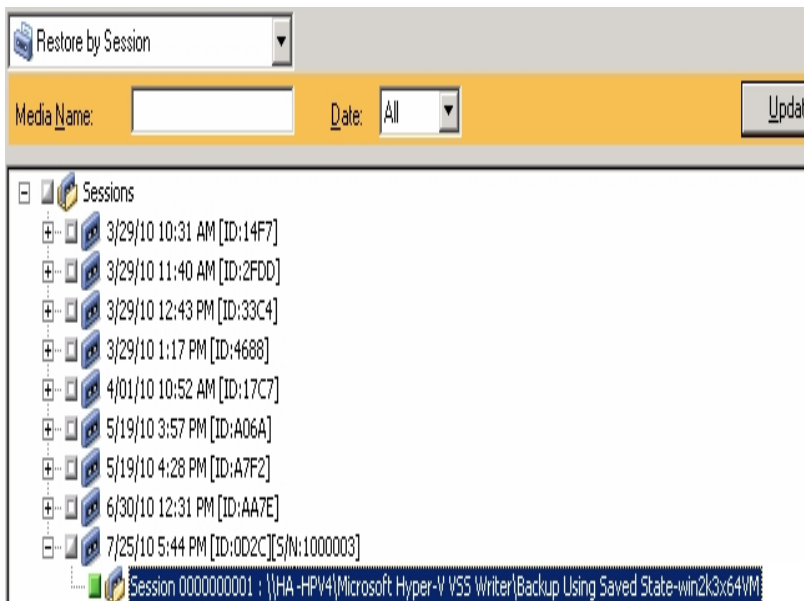 Restore by Session
Media Name: Date: All Updat
Sessions
3/29/10 10:31 AM [ID:14F7]
3/29/10 11:40 AM [ID:2FDD]
3/29/10 12:43 PM [ID:33C4]
3/29/10 1:17 PM [ID:4688]
4/01/10 10:52 AM [ID:17C7]
5/19/10 3:57 PM [ID:A06A]
5/19/10 4:28 PM [ID:A7F2]
6/30/10 12:31 PM [ID:AA7E]
7/25/10 5:44 PM [ID:0D2C][S/N:1000003]
Session 0000000001 : \\HA-HPV4\Microsoft Hyper-V VSS Writer\Backup Using Saved State-win2k3x64VM